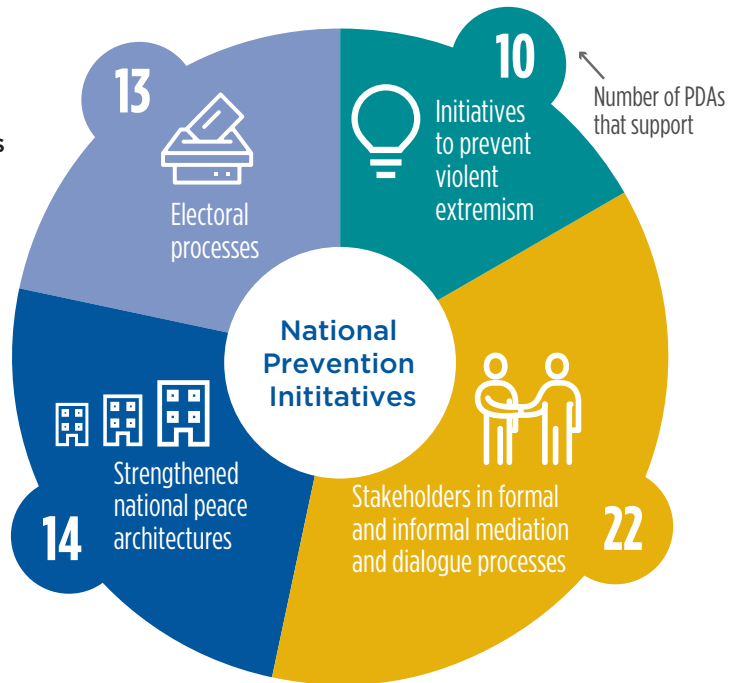 13
10
Number of PDAs
that support
s
Initiatives
to prevent
violent
extremism
Electoral
processes
National
Prevention
Inititatives
Strengthened
national peace
architectures
14
Stakeholders in formal
and informal mediation
and dialogue processes
22